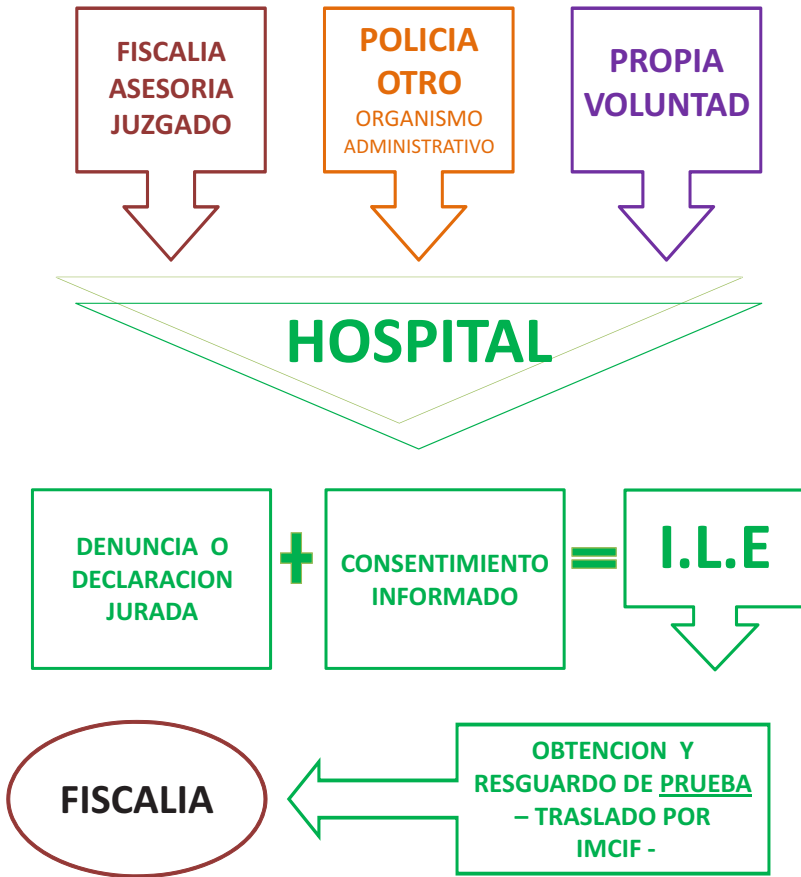 FISCALIA
ASESORIA
JUZGADO
POLICIA
OTRO
ORGANISMO
ADMINISTRATIVO
PROPIA
VOLUNTAD
HOSPITAL
DENUNCIA O
DECLARACION
JURADA
+
CONSENTIMIENTO
INFORMADO
=
I.L.E
OBTENCION Y
RESGUARDO DE PRUEBA
– TRASLADO POR
IMCIF -
FISCALIA